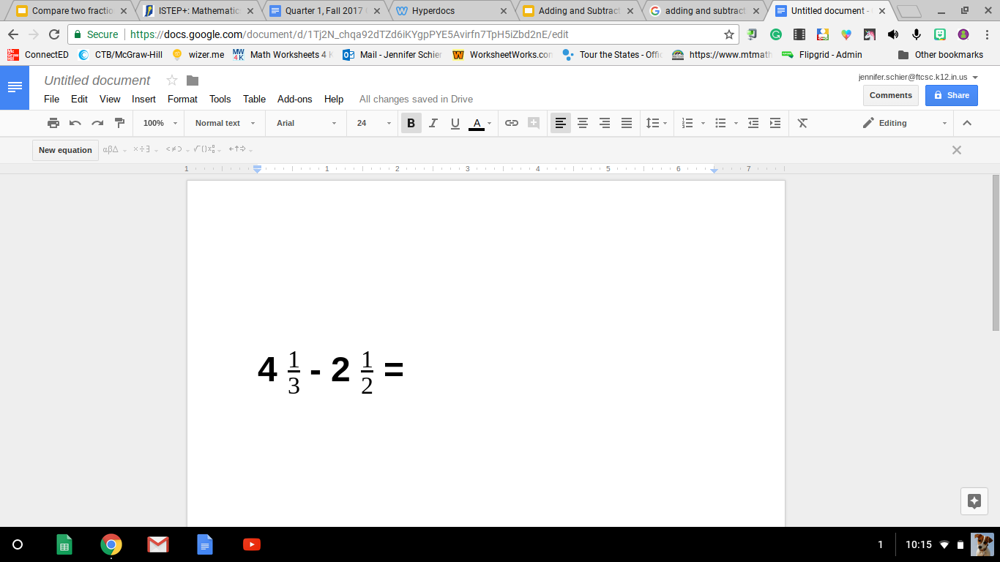 Compare two fractio
ISTEP+: Mathematic
Quarter 1, Fall 2017
Hyperdocs
Adding and Subtract
adding and subtract
Untitled document -
Secure https://docs.google.com/document/d/1Tj2N_chqa92dTZd6iKYgpPYE5Avirfn7TpH5iZbd2nE/edit
ConnectED
CTB/McGraw-Hill
wizer.me
Math Worksheets 4 K
Mail - Jennifer Schier
WorksheetWorks.com
Tour the States - Offic
https://www.mtmath
Flipgrid - Admin
Other bookmarks
Untitled document
jennifer.schier@ftcsc.k12.in.us
File Edit View Insert Format Tools Table Add-ons Help All changes saved in Drive
Comments
Share
100% Normal text Arial 24 B I U A Editing
New equation αβΔ ×÷∃ <≠⊃ √()x
1 1 2 3 4 5 6 7
4 1/3 - 2 1/2 =
1 10:15